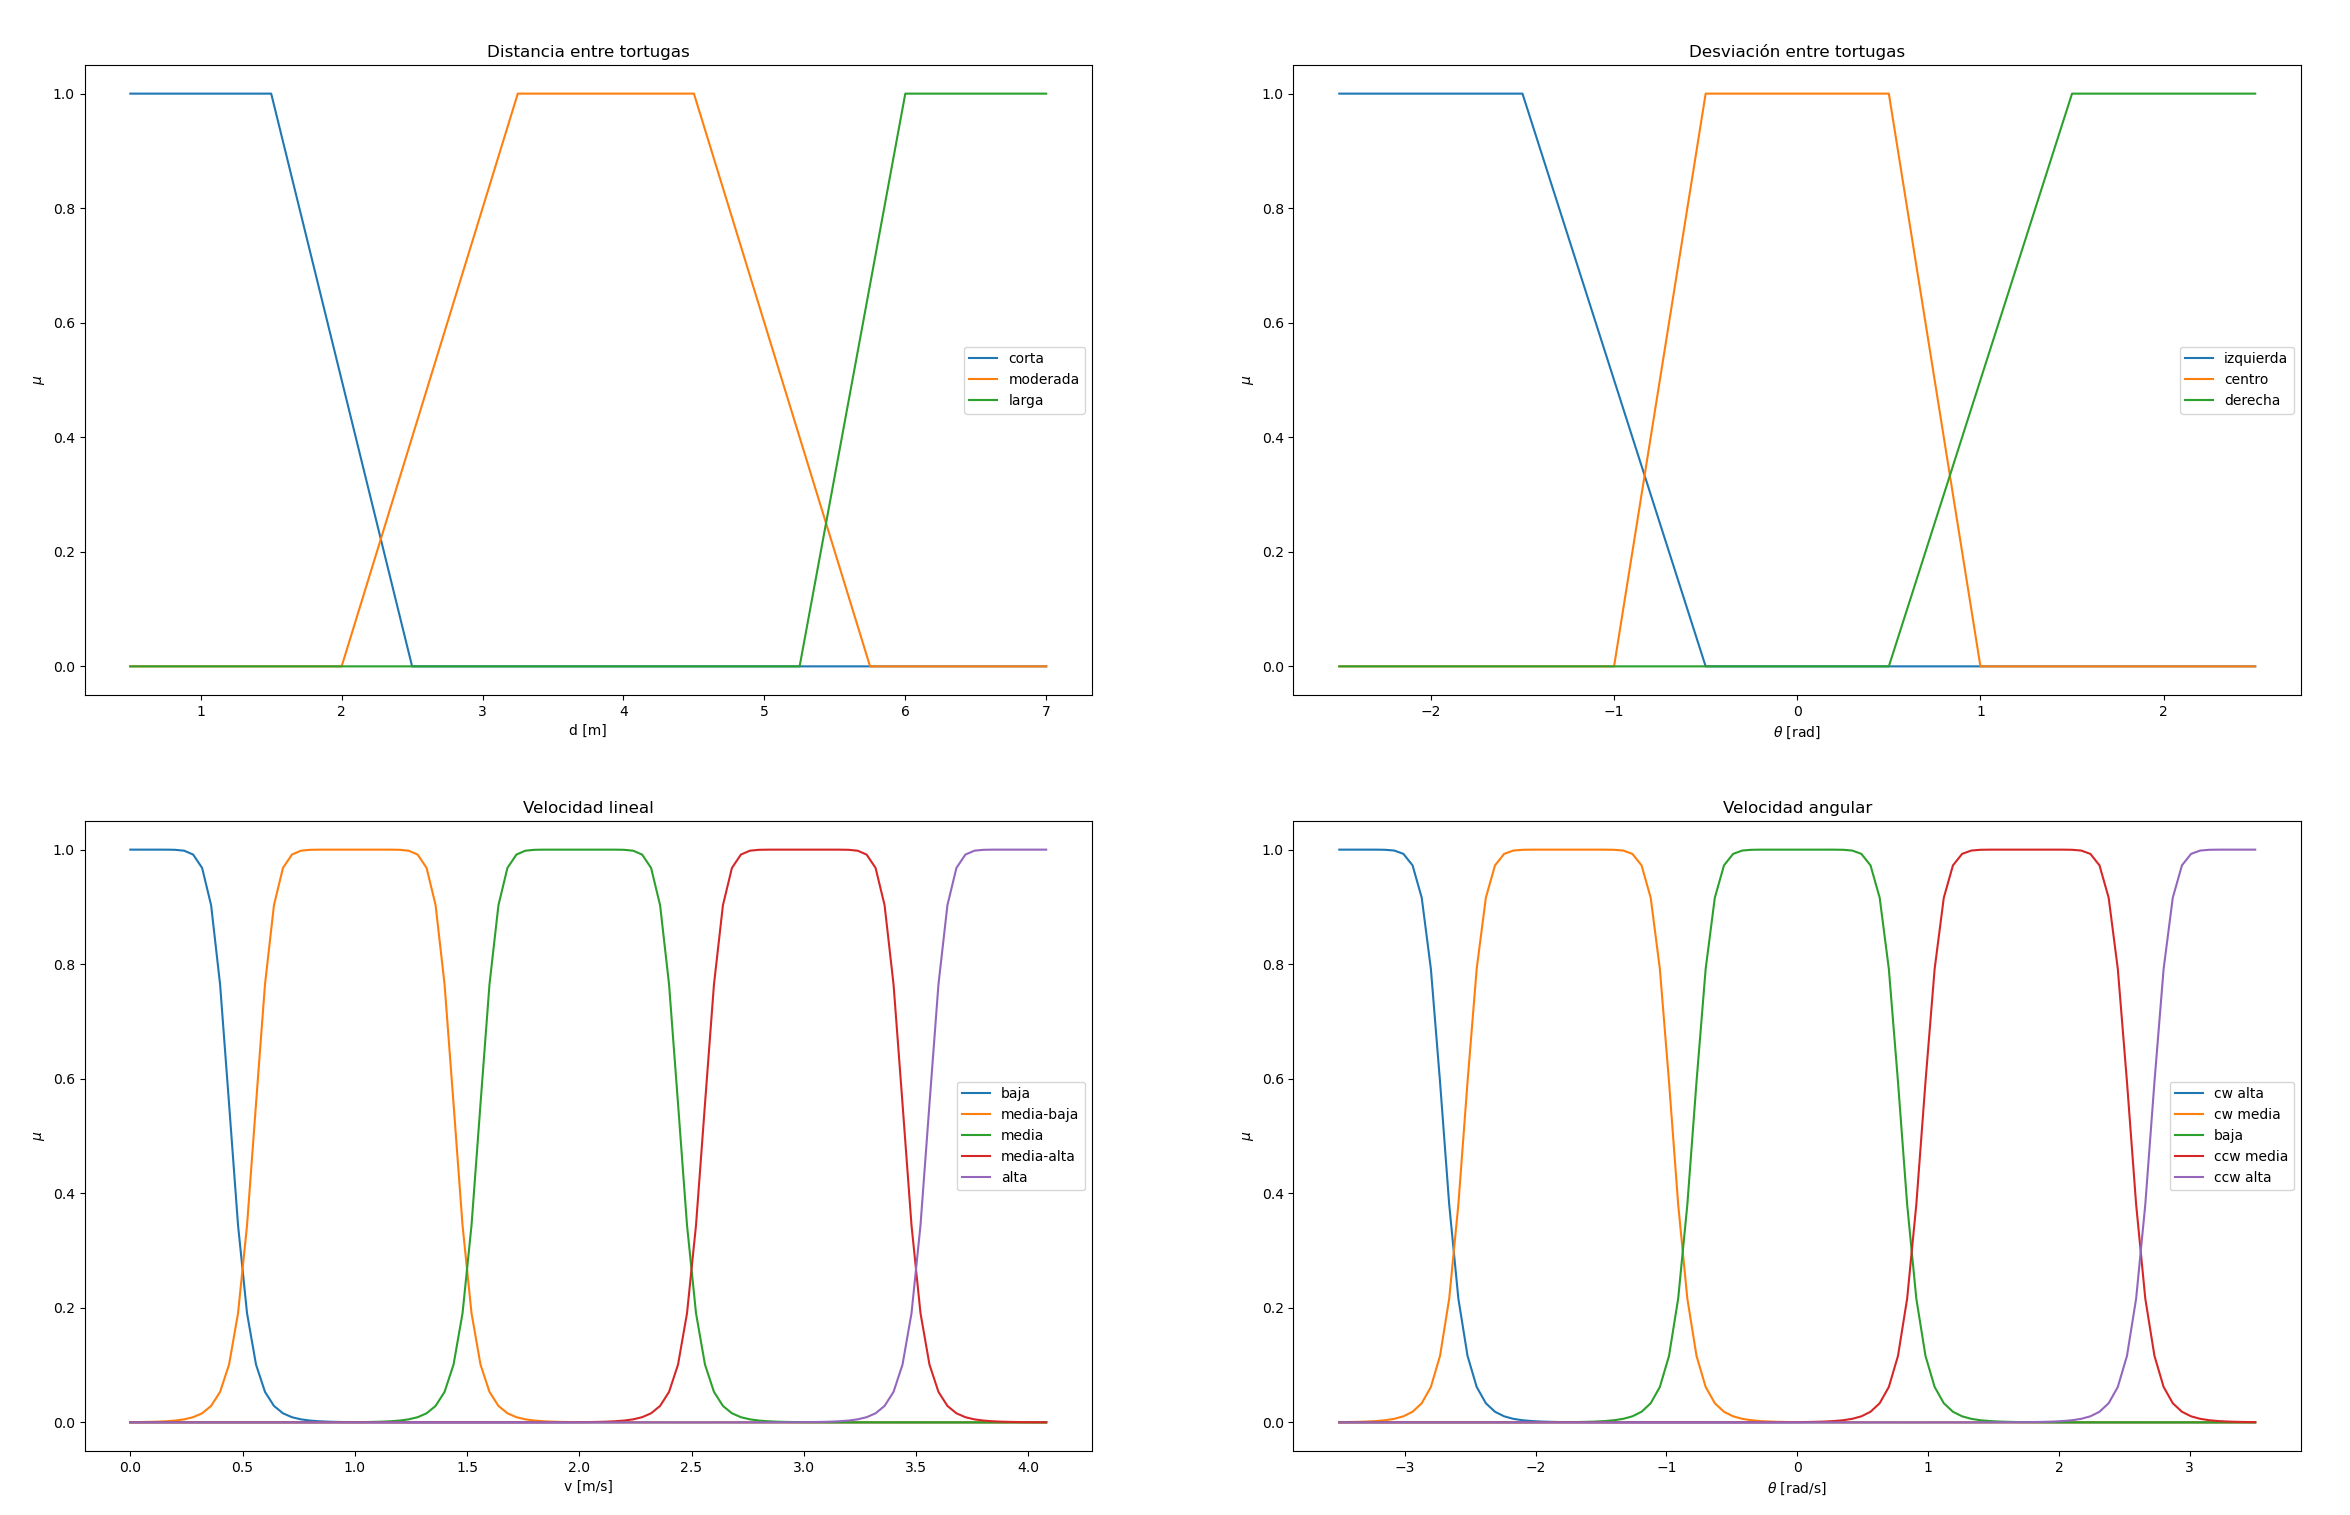 Distancia entre tortugas
1.0
0.8
0.6
0.4
0.2
0.0
μ
corta
moderada
larga
1 2 3 4 5 6 7
d [m]
Desviación entre tortugas
1.0
0.8
0.6
0.4
0.2
0.0
μ
izquierda
centro
derecha
−2 −1 0 1 2
θ [rad]
Velocidad lineal
1.0
0.8
0.6
0.4
0.2
0.0
μ
baja
media-baja
media
media-alta
alta
0.0 0.5 1.0 1.5 2.0 2.5 3.0 3.5 4.0
v [m/s]
Velocidad angular
1.0
0.8
0.6
0.4
0.2
0.0
μ
cw alta
cw media
baja
ccw media
ccw alta
−3 −2 −1 0 1 2 3
θ [rad/s]